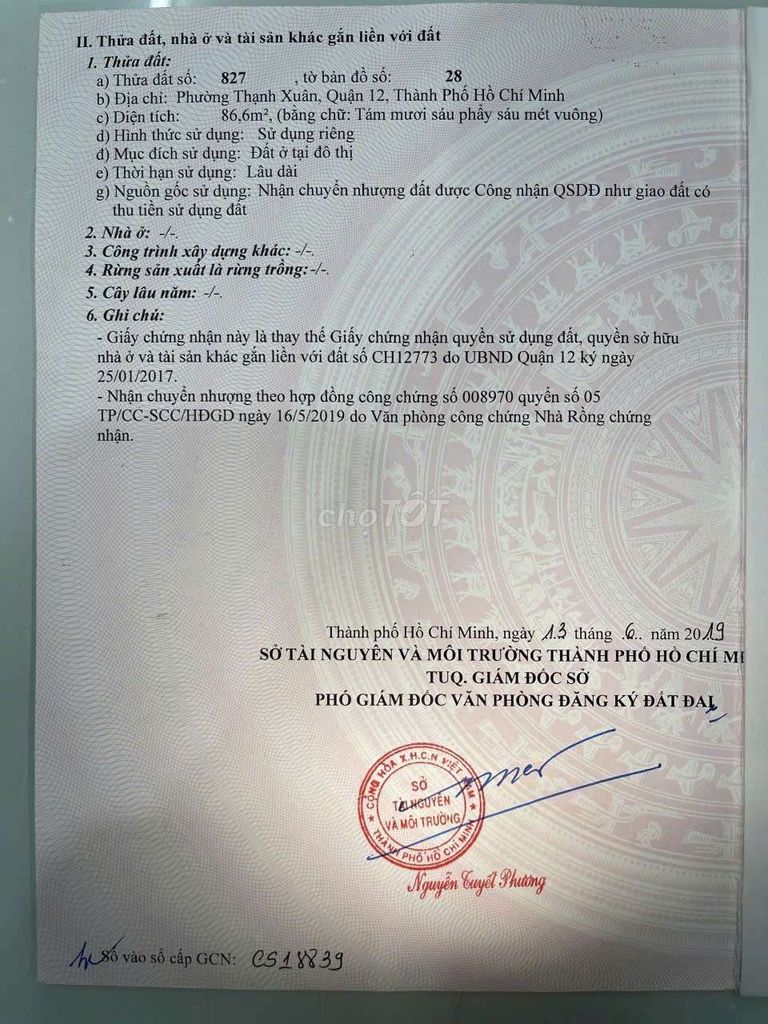 II. Thửa đất, nhà ở và tài sản khác gắn liền với đất
1. Thửa đất:
a) Thửa đất số: 827 , tờ bản đồ số: 28
b) Địa chỉ: Phường Thạnh Xuân, Quận 12, Thành Phố Hồ Chí Minh
c) Diện tích: 86,6m², (bằng chữ: Tám mươi sáu phẩy sáu mét vuông)
d) Hình thức sử dụng: Sử dụng riêng
đ) Mục đích sử dụng: Đất ở tại đô thị
e) Thời hạn sử dụng: Lâu dài
g) Nguồn gốc sử dụng: Nhận chuyển nhượng đất được Công nhận QSDĐ như giao đất có
thu tiền sử dụng đất
2. Nhà ở: -/-.
3. Công trình xây dựng khác: -/-.
4. Rừng sản xuất là rừng trồng:-/-.
5. Cây lâu năm: -/-.
6. Ghi chú:
- Giấy chứng nhận này là thay thế Giấy chứng nhận quyền sử dụng đất, quyền sở hữu
nhà ở và tài sản khác gắn liền với đất số CH12773 do UBND Quận 12 ký ngày
25/01/2017.
- Nhận chuyển nhượng theo hợp đồng công chứng số 008970 quyển số 05
TP/CC-SCC/HĐGD ngày 16/5/2019 do Văn phòng công chứng Nhà Rồng chứng
nhận.
chợTỐT
Thành phố Hồ Chí Minh, ngày 13 tháng 6.. năm 2019
SỞ TÀI NGUYÊN VÀ MÔI TRƯỜNG THÀNH PHỐ HỒ CHÍ MI
TUQ. GIÁM ĐỐC SỞ
PHÓ GIÁM ĐỐC VĂN PHÒNG ĐĂNG KÝ ĐẤT ĐAI
CỘNG HÒA X.H.C.N VIỆT NAM
SỞ
TÀI NGUYÊN
VÀ MÔI TRƯỜNG
THÀNH PHỐ HỒ CHÍ MINH
Nguyễn Tuyết Phương
Số vào sổ cấp GCN: CS18839